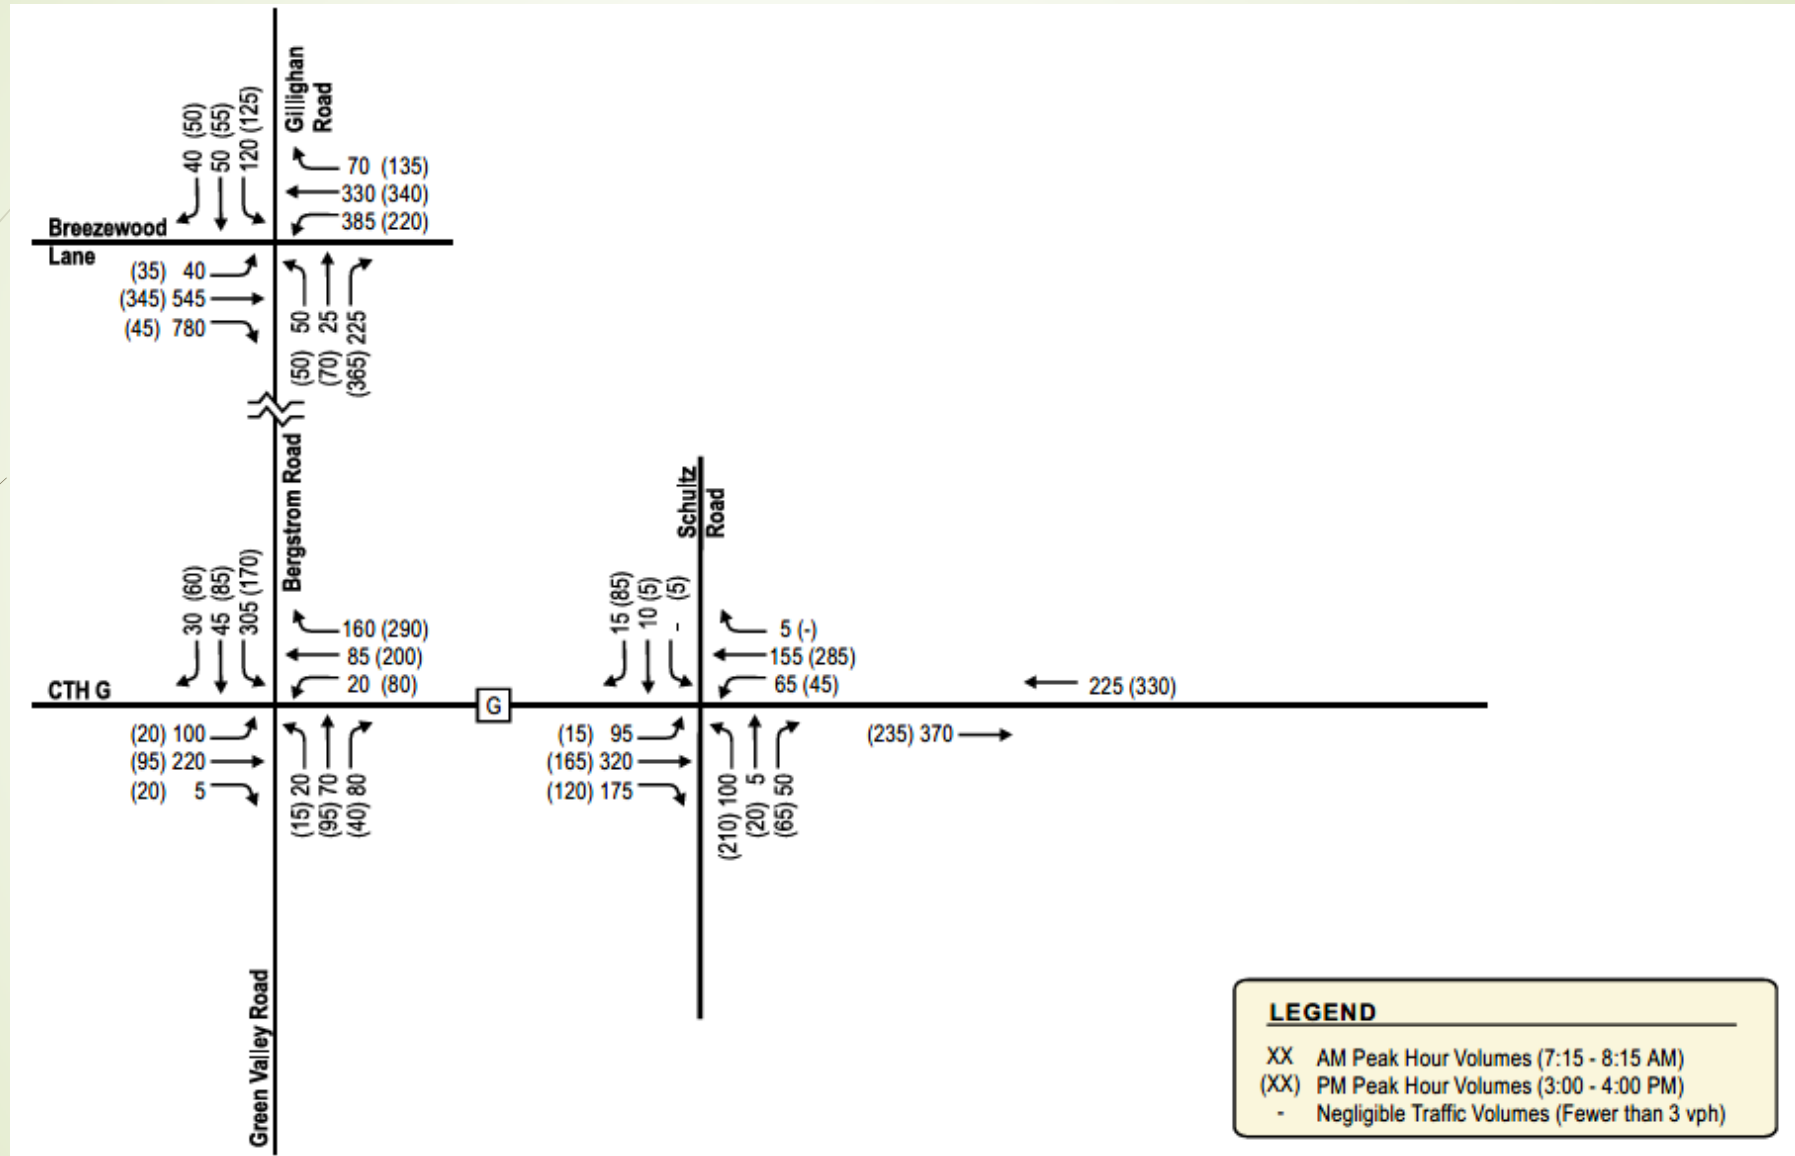 Gillighan
Road
40 (50)
50 (55)
120 (125)
70 (135)
330 (340)
385 (220)
Breezewood
Lane
(35) 40
(345) 545
(45) 780
(50) 50
(70) 25
(365) 225
Bergstrom Road
Schultz
Road
30 (60)
45 (85)
305 (170)
160 (290)
85 (200)
20 (80)
15 (85)
10 (5)
- (5)
5 (-)
155 (285)
65 (45)
225 (330)
CTH G
G
(20) 100
(95) 220
(20) 5
(15) 20
(95) 70
(40) 80
(15) 95
(165) 320
(120) 175
(210) 100
(20) 5
(65) 50
(235) 370
Green Valley Road
LEGEND
XX AM Peak Hour Volumes (7:15 - 8:15 AM)
(XX) PM Peak Hour Volumes (3:00 - 4:00 PM)
- Negligible Traffic Volumes (Fewer than 3 vph)